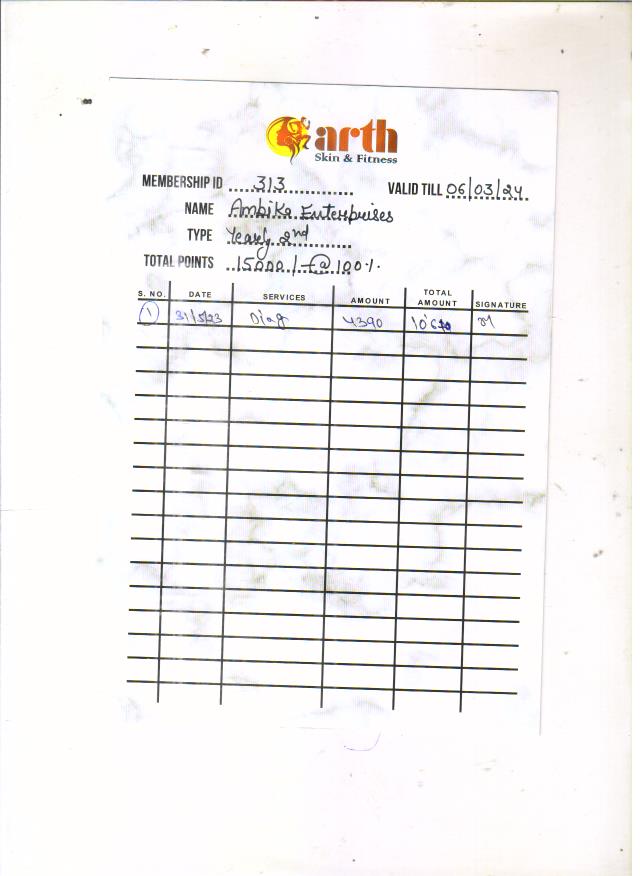 arth
Skin & Fitness
MEMBERSHIP ID 313 VALID TILL 06/03/24
NAME Ambika Enterprises
TYPE Yearly 2nd
TOTAL POINTS 15000/- @ 100%.
S. NO. DATE SERVICES AMOUNT TOTAL AMOUNT SIGNATURE
1 31/5/23 4390